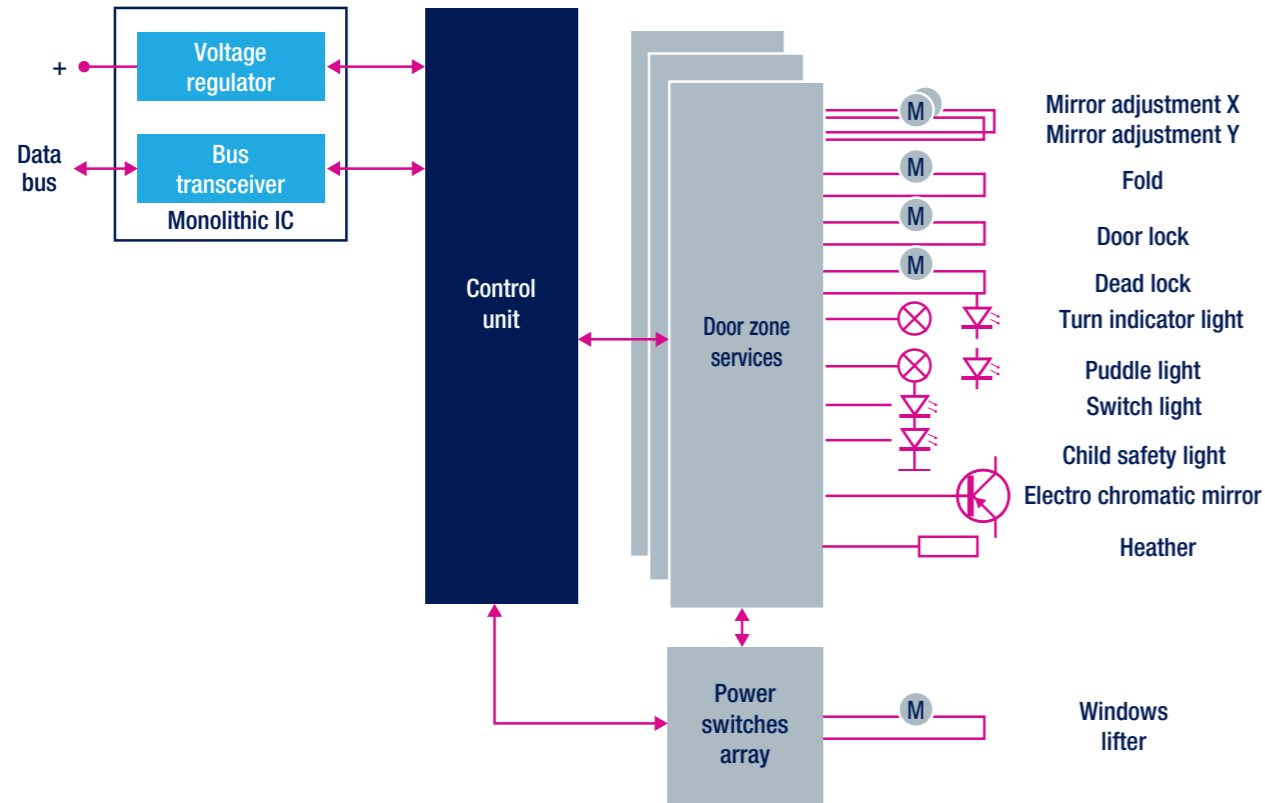 +
Voltage
regulator
Data
bus
Bus
transceiver
Monolithic IC
Control
unit
Door zone
services
M
Mirror adjustment X
Mirror adjustment Y
M
Fold
M
Door lock
M
Dead lock
Turn indicator light
Puddle light
Switch light
Child safety light
Electro chromatic mirror
Heather
Power
switches
array
M
Windows
lifter